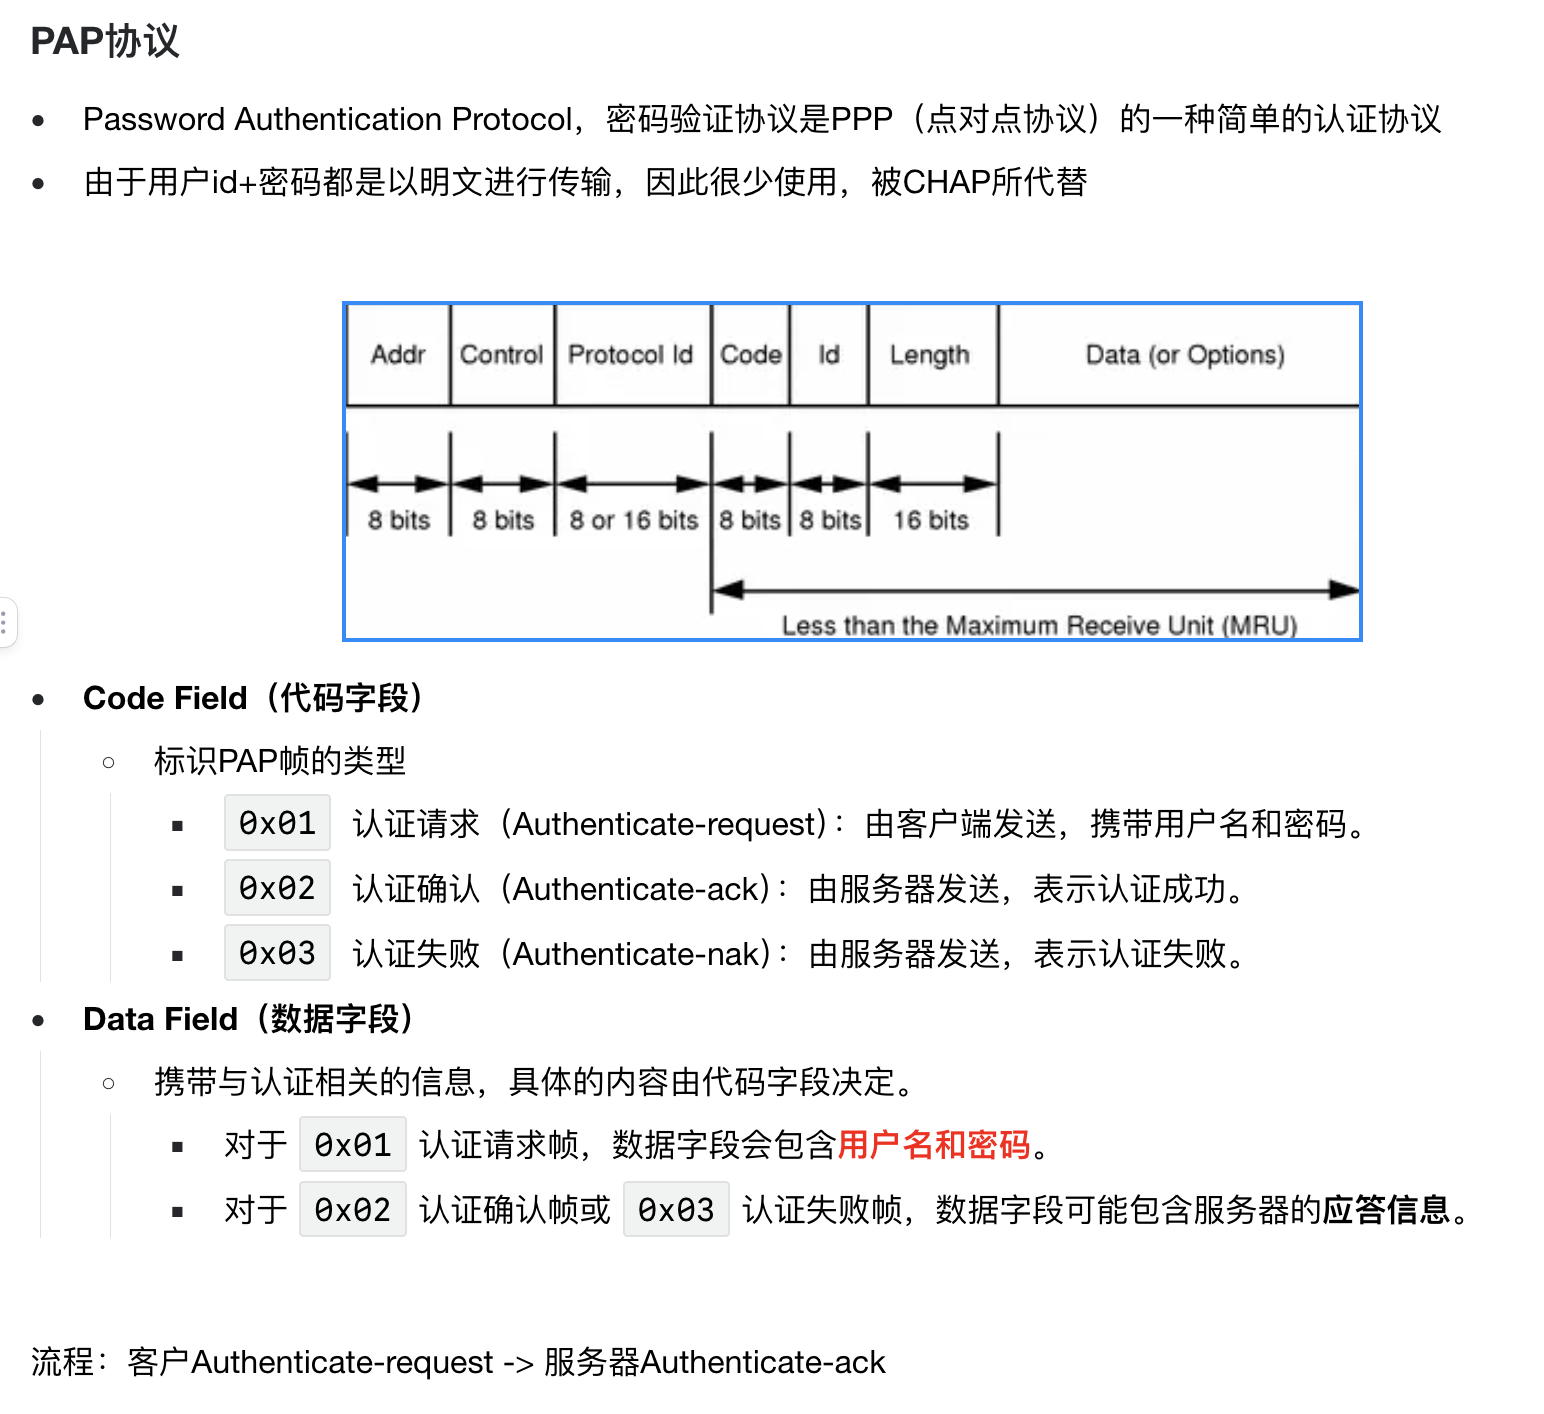 PAP协议
Password Authentication Protocol，密码验证协议是PPP（点对点协议）的一种简单的认证协议
由于用户id+密码都是以明文进行传输，因此很少使用，被CHAP所代替
Addr Control Protocol Id Code Id Length Data (or Options)
8 bits 8 bits 8 or 16 bits 8 bits 8 bits 16 bits
Less than the Maximum Receive Unit (MRU)
Code Field（代码字段）
标识PAP帧的类型
0x01 认证请求（Authenticate-request）：由客户端发送，携带用户名和密码。
0x02 认证确认（Authenticate-ack）：由服务器发送，表示认证成功。
0x03 认证失败（Authenticate-nak）：由服务器发送，表示认证失败。
Data Field（数据字段）
携带与认证相关的信息，具体的内容由代码字段决定。
对于 0x01 认证请求帧，数据字段会包含用户名和密码。
对于 0x02 认证确认帧或 0x03 认证失败帧，数据字段可能包含服务器的应答信息。
流程：客户Authenticate-request -> 服务器Authenticate-ack